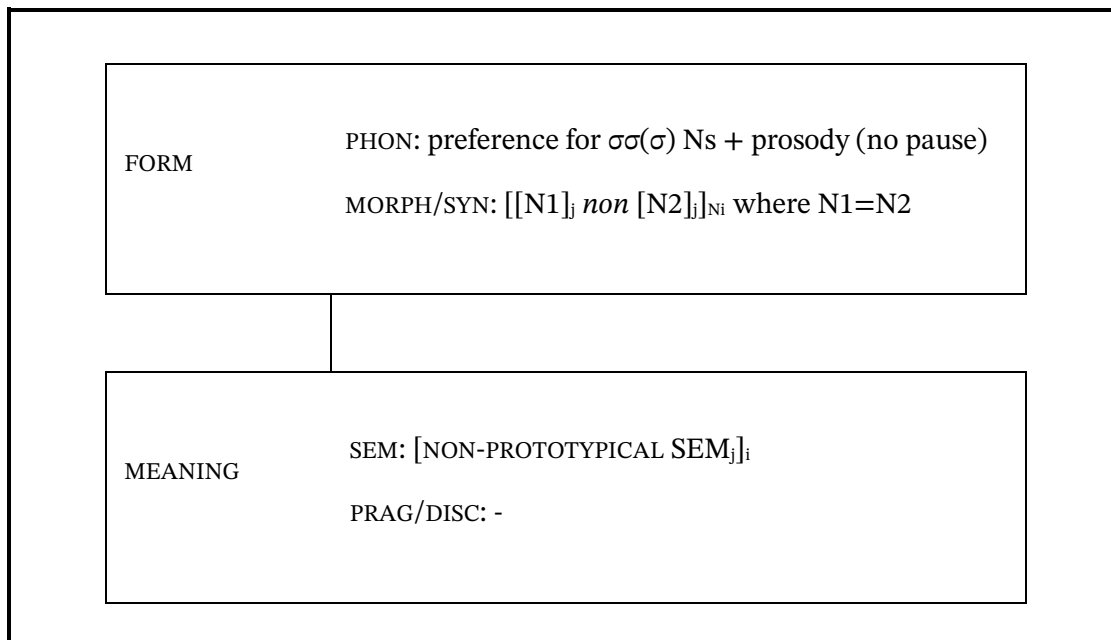 FORM
PHON: preference for σσ(σ) Ns + prosody (no pause)
MORPH/SYN: [[N1]j non [N2]j]Ni where N1=N2
MEANING
SEM: [NON-PROTOTYPICAL SEMj]i
PRAG/DISC: -